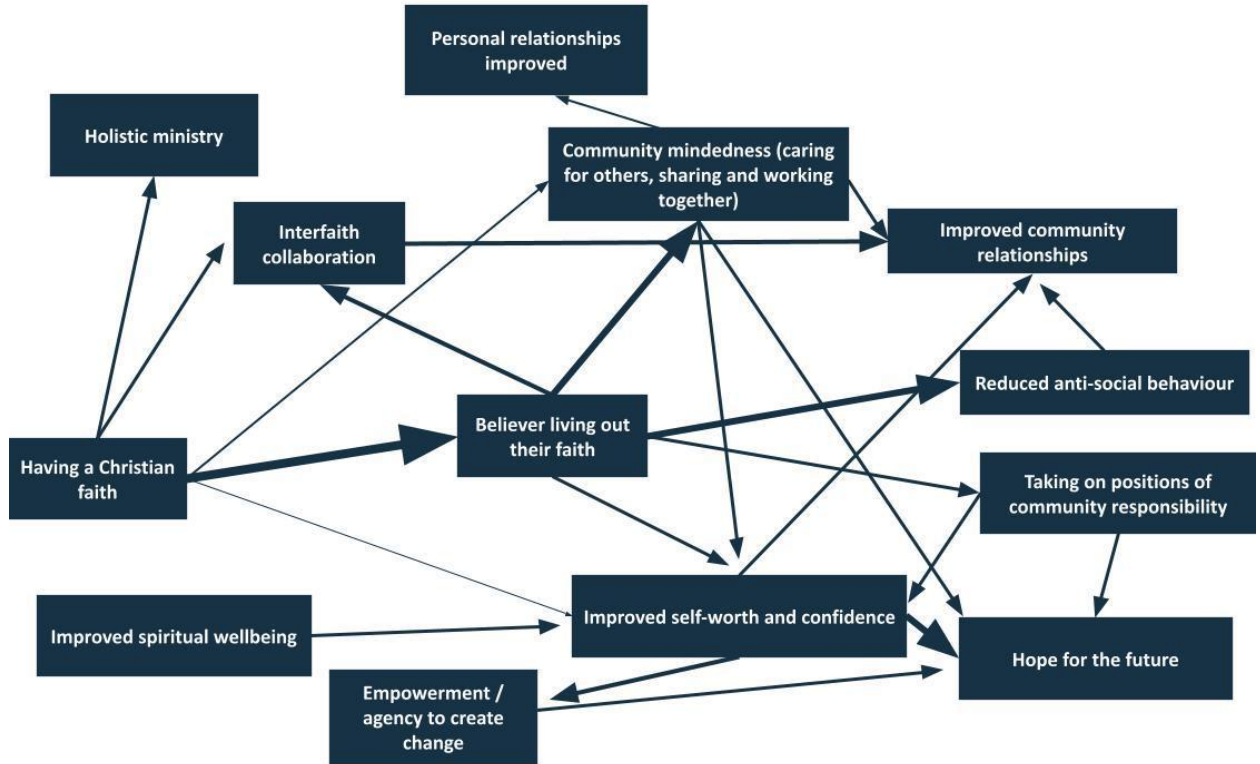 Personal relationships
improved
Holistic ministry
Community mindedness (caring
for others, sharing and working
together)
Interfaith
collaboration
Improved community
relationships
Reduced anti-social behaviour
Believer living out
their faith
Having a Christian
faith
Taking on positions of
community responsibility
Improved self-worth and confidence
Improved spiritual wellbeing
Hope for the future
Empowerment /
agency to create
change